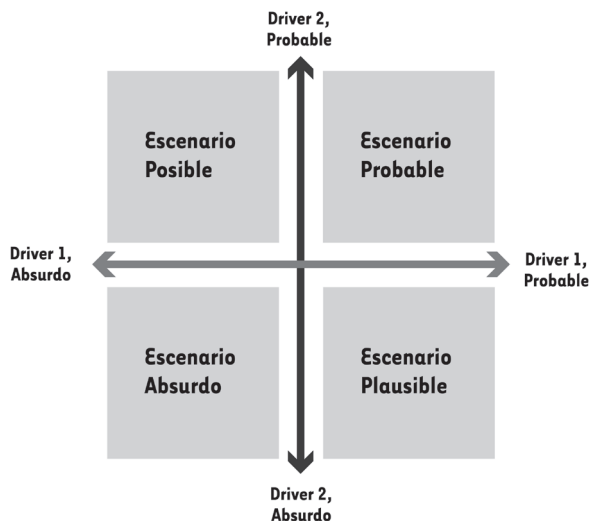 Driver 2,
Probable
Escenario
Posible
Escenario
Probable
Driver 1,
Absurdo
Driver 1,
Probable
Escenario
Absurdo
Escenario
Plausible
Driver 2,
Absurdo